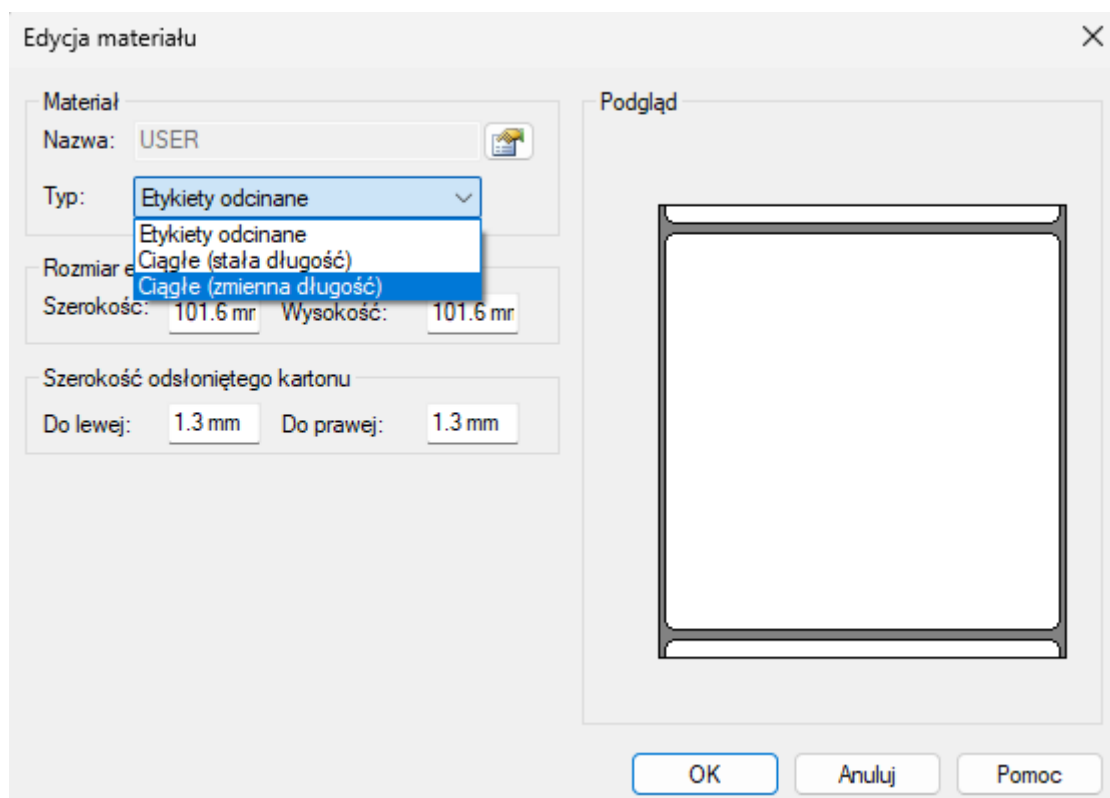 Edycja materiału
Materiał
Nazwa: USER
Typ: Etykiety odcinane
Etykiety odcinane
Ciągłe (stała długość)
Ciągłe (zmienna długość)
Rozmiar e
Szerokość: 101.6 mr Wysokość: 101.6 mr
Szerokość odsłoniętego kartonu
Do lewej: 1.3 mm Do prawej: 1.3 mm
Podgląd
OK Anuluj Pomoc